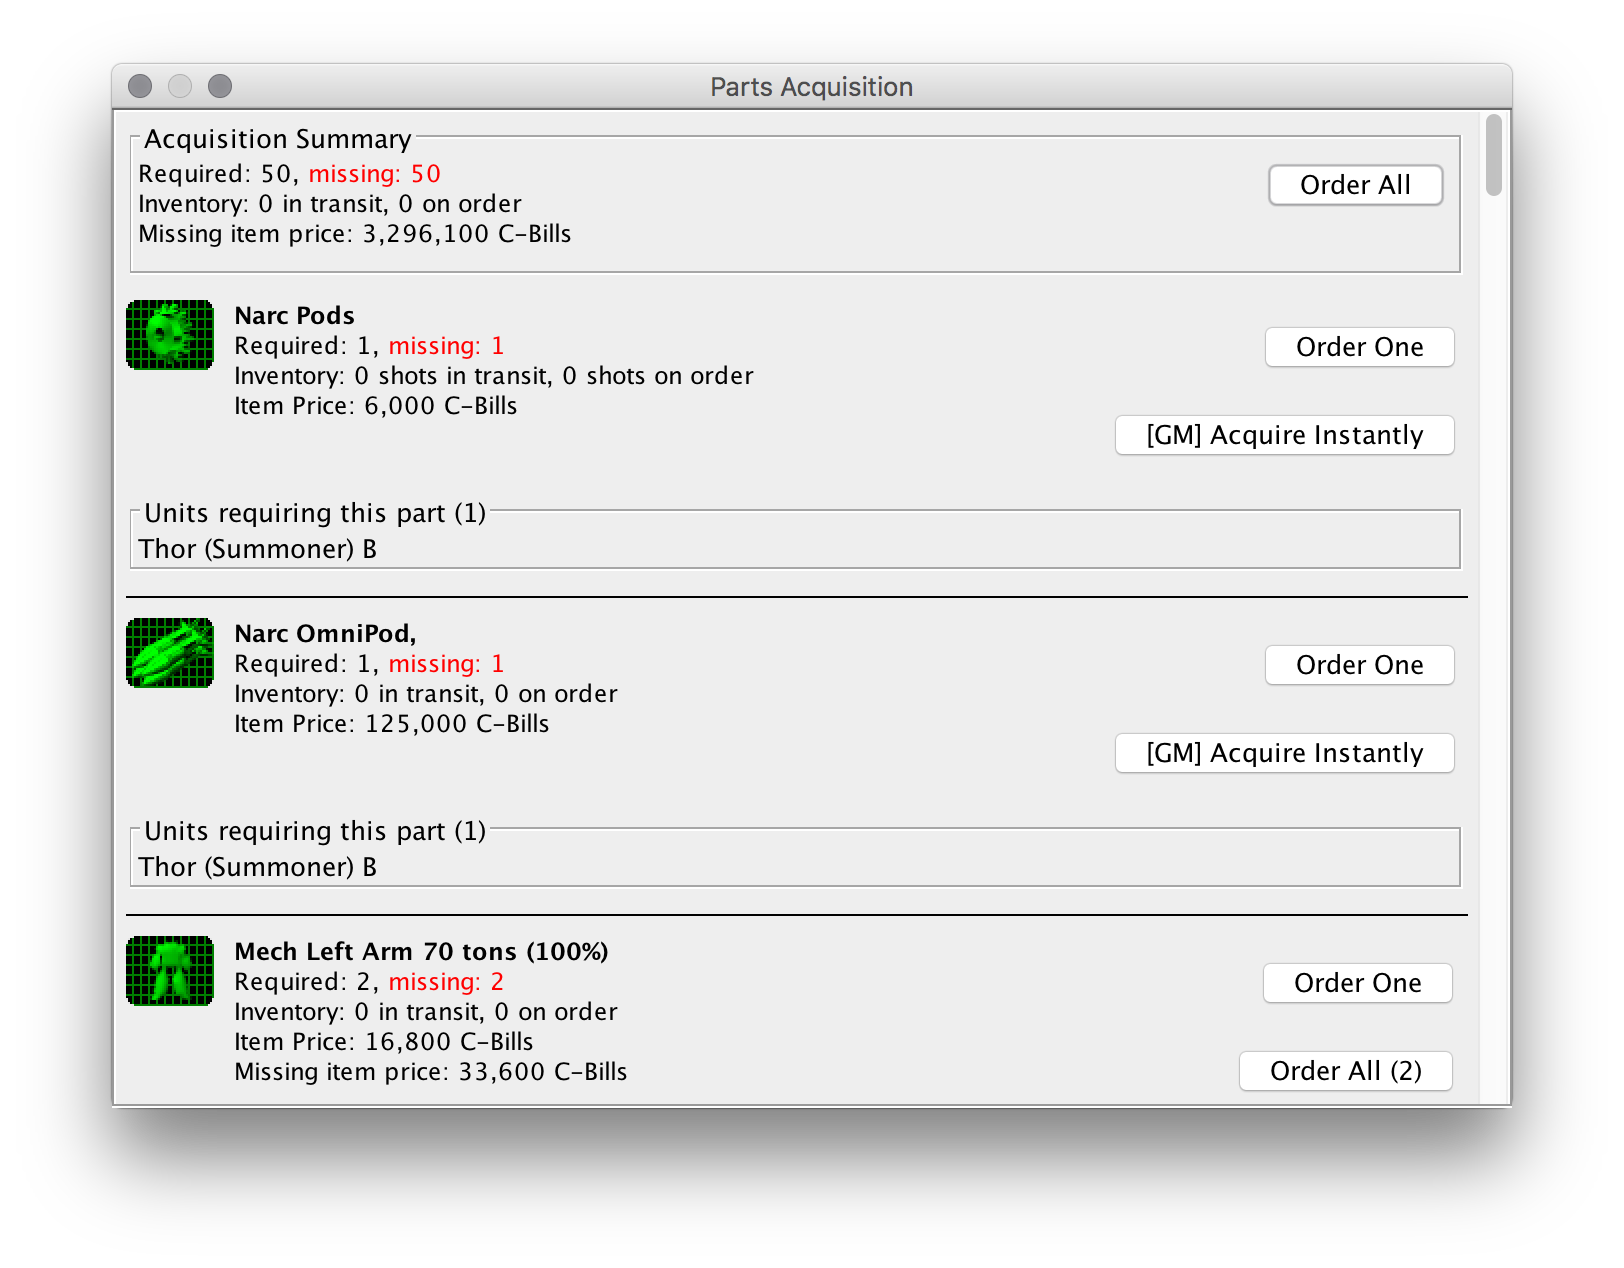 Parts Acquisition
Acquisition Summary
Required: 50, missing: 50
Inventory: 0 in transit, 0 on order
Missing item price: 3,296,100 C-Bills
Order All
Narc Pods
Required: 1, missing: 1
Inventory: 0 shots in transit, 0 shots on order
Item Price: 6,000 C-Bills
Order One
[GM] Acquire Instantly
Units requiring this part (1)
Thor (Summoner) B
Narc OmniPod,
Required: 1, missing: 1
Inventory: 0 in transit, 0 on order
Item Price: 125,000 C-Bills
Order One
[GM] Acquire Instantly
Units requiring this part (1)
Thor (Summoner) B
Mech Left Arm 70 tons (100%)
Required: 2, missing: 2
Inventory: 0 in transit, 0 on order
Item Price: 16,800 C-Bills
Missing item price: 33,600 C-Bills
Order One
Order All (2)